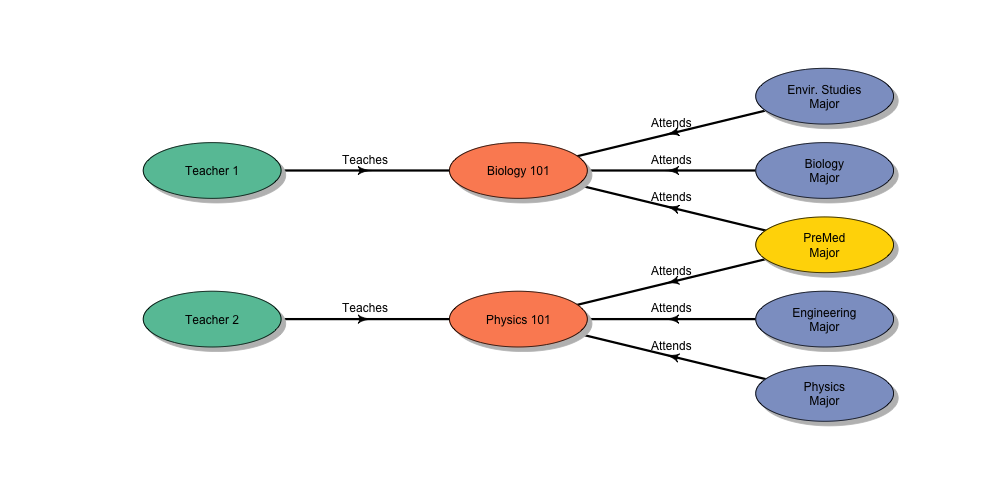 Envir. Studies
Major
Attends
Teaches
Attends
Teacher 1
Biology 101
Biology
Major
Attends
PreMed
Major
Attends
Teaches
Attends
Teacher 2
Physics 101
Engineering
Major
Attends
Physics
Major